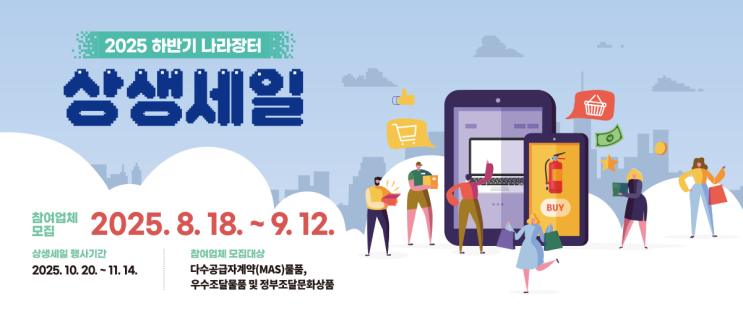 2025 하반기 나라장터
상생세일
참여업체
모집
2025. 8. 18. ~ 9. 12.
상생세일 행사기간
2025. 10. 20. ~ 11. 14.
참여업체 모집대상
다수공급자계약(MAS)물품,
우수조달물품 및 정부조달문화상품
BUY